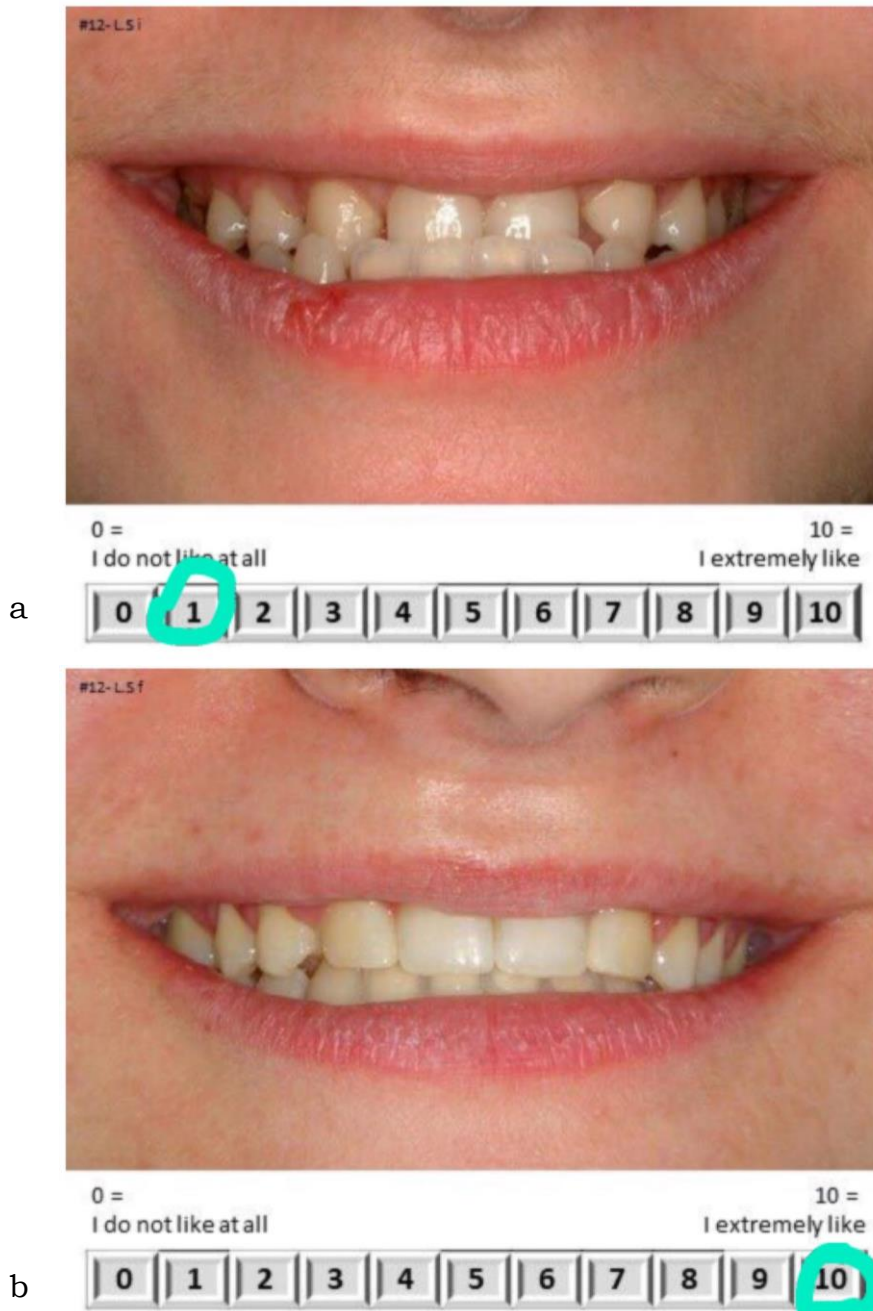 #12-L.S i
0 = 10 =
I do not like at all I extremely like
a 0 1 2 3 4 5 6 7 8 9 10
#12-L.S f
0 = 10 =
I do not like at all I extremely like
b 0 1 2 3 4 5 6 7 8 9 10